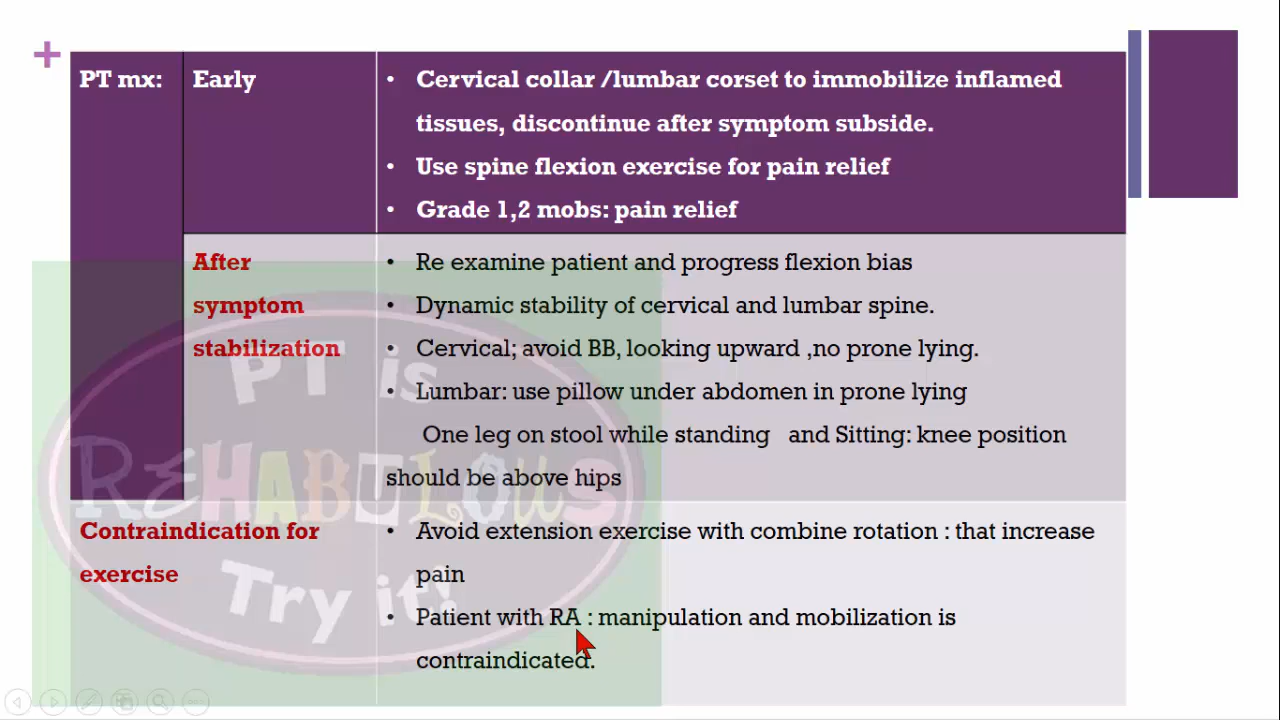 +
PT mx:
Early
• Cervical collar /lumbar corset to immobilize inflamed
tissues, discontinue after symptom subside.
• Use spine flexion exercise for pain relief
• Grade 1,2 mobs: pain relief
After
symptom
stabilization
• Re examine patient and progress flexion bias
• Dynamic stability of cervical and lumbar spine.
• Cervical; avoid BB, looking upward ,no prone lying.
• Lumbar: use pillow under abdomen in prone lying
One leg on stool while standing and Sitting: knee position
should be above hips
Contraindication for
exercise
• Avoid extension exercise with combine rotation : that increase
pain
• Patient with RA : manipulation and mobilization is
contraindicated.
PT is
REHABULOUS
Try it!